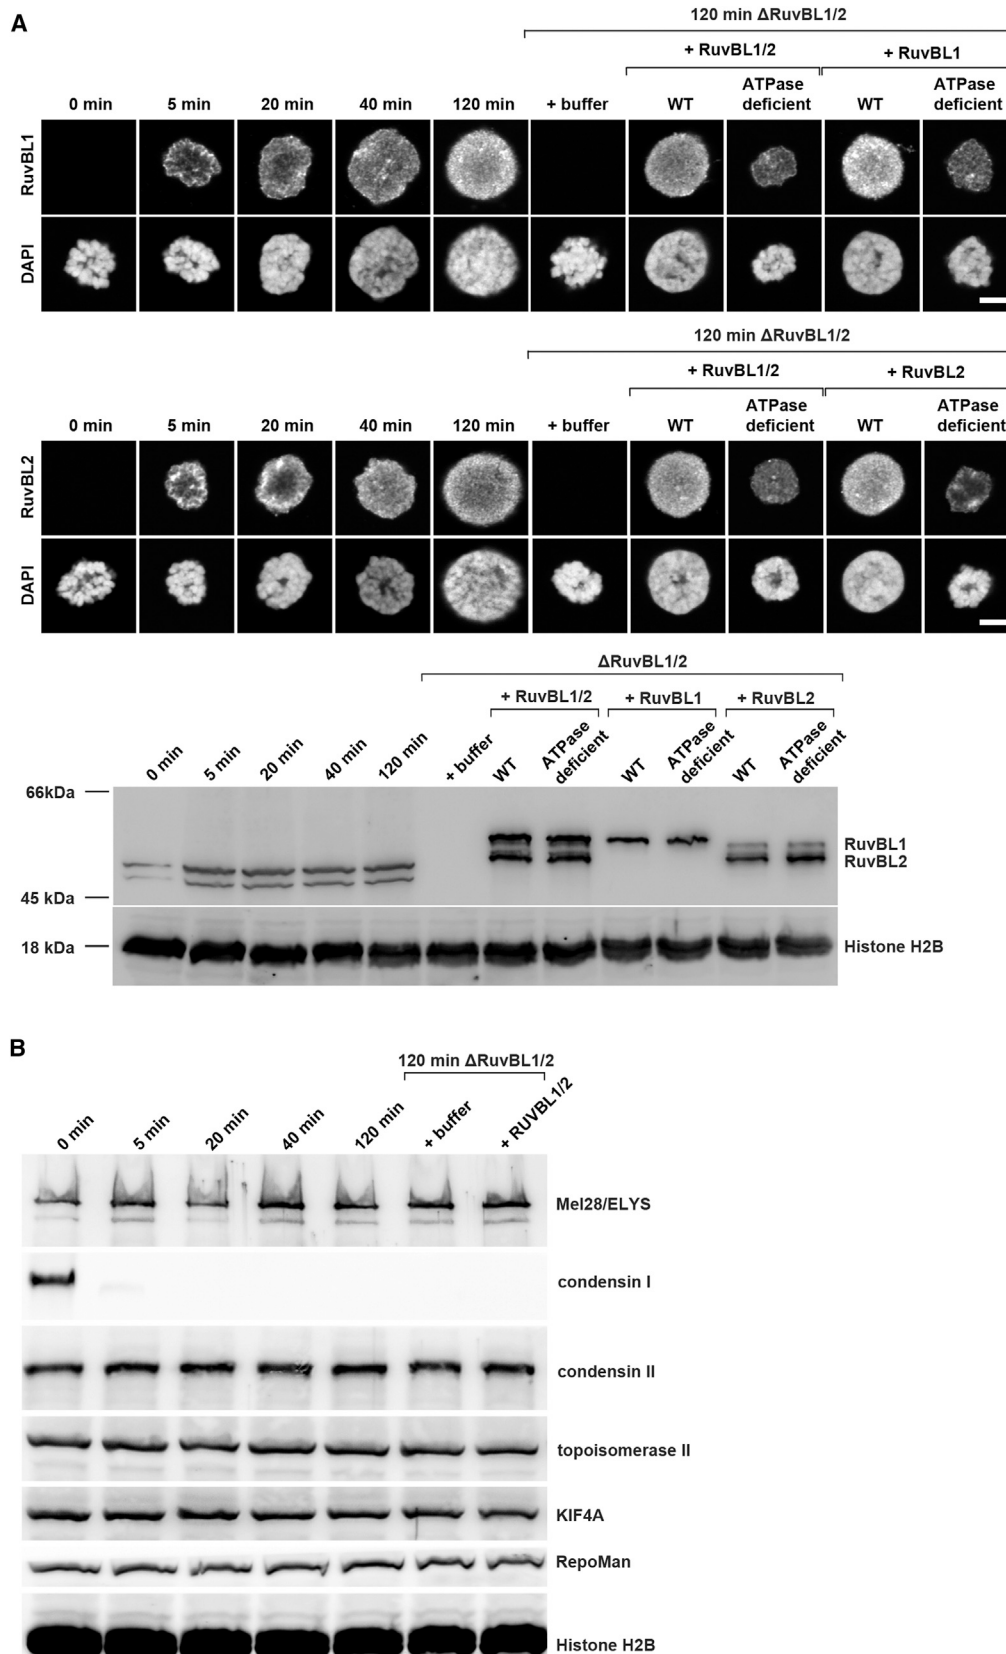 A
120 min ΔRuvBL1/2
+ RuvBL1/2 + RuvBL1
0 min 5 min 20 min 40 min 120 min + buffer WT ATPase deficient WT ATPase deficient
RuvBL1
DAPI
120 min ΔRuvBL1/2
+ RuvBL1/2 + RuvBL2
0 min 5 min 20 min 40 min 120 min + buffer WT ATPase deficient WT ATPase deficient
RuvBL2
DAPI
ΔRuvBL1/2
+ RuvBL1/2 + RuvBL1 + RuvBL2
0 min 5 min 20 min 40 min 120 min + buffer WT ATPase deficient WT ATPase deficient WT ATPase deficient
66kDa
RuvBL1
RuvBL2
45 kDa
18 kDa Histone H2B
B
120 min ΔRuvBL1/2
0 min 5 min 20 min 40 min 120 min + buffer + RUVBL1/2
Mel28/ELYS
condensin I
condensin II
topoisomerase II
KIF4A
RepoMan
Histone H2B